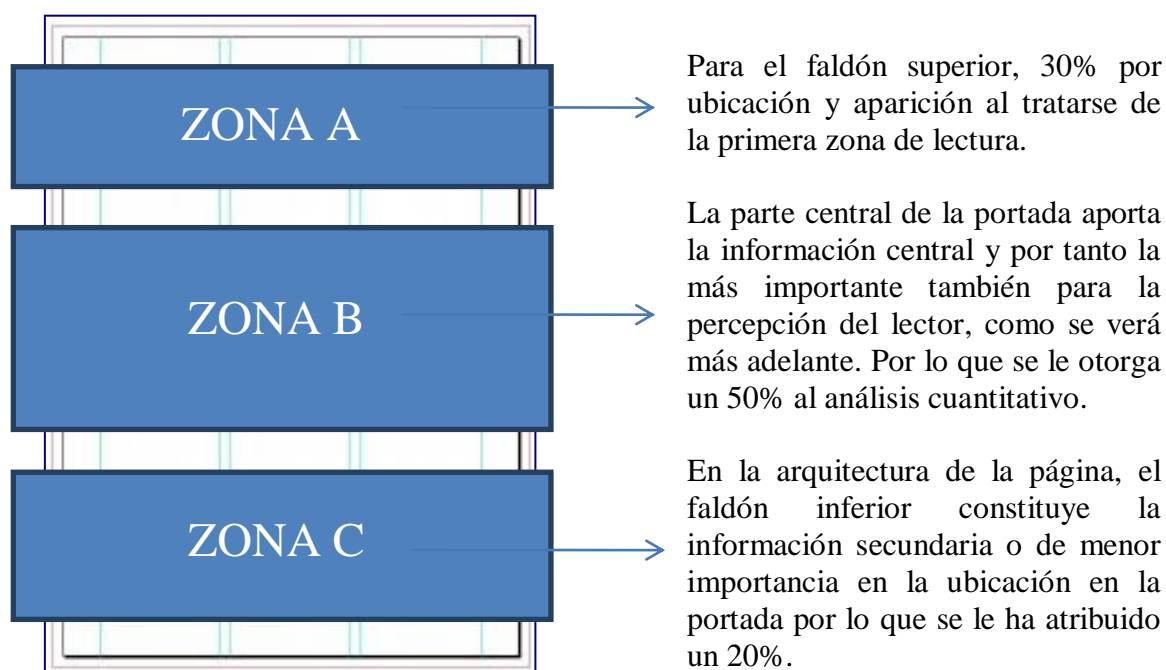 ZONA A
Para el faldón superior, 30% por
ubicación y aparición al tratarse de
la primera zona de lectura.
ZONA B
La parte central de la portada aporta
la información central y por tanto la
más importante también para la
percepción del lector, como se verá
más adelante. Por lo que se le otorga
un 50% al análisis cuantitativo.
ZONA C
En la arquitectura de la página, el
faldón inferior constituye la
información secundaria o de menor
importancia en la ubicación en la
portada por lo que se le ha atribuido
un 20%.